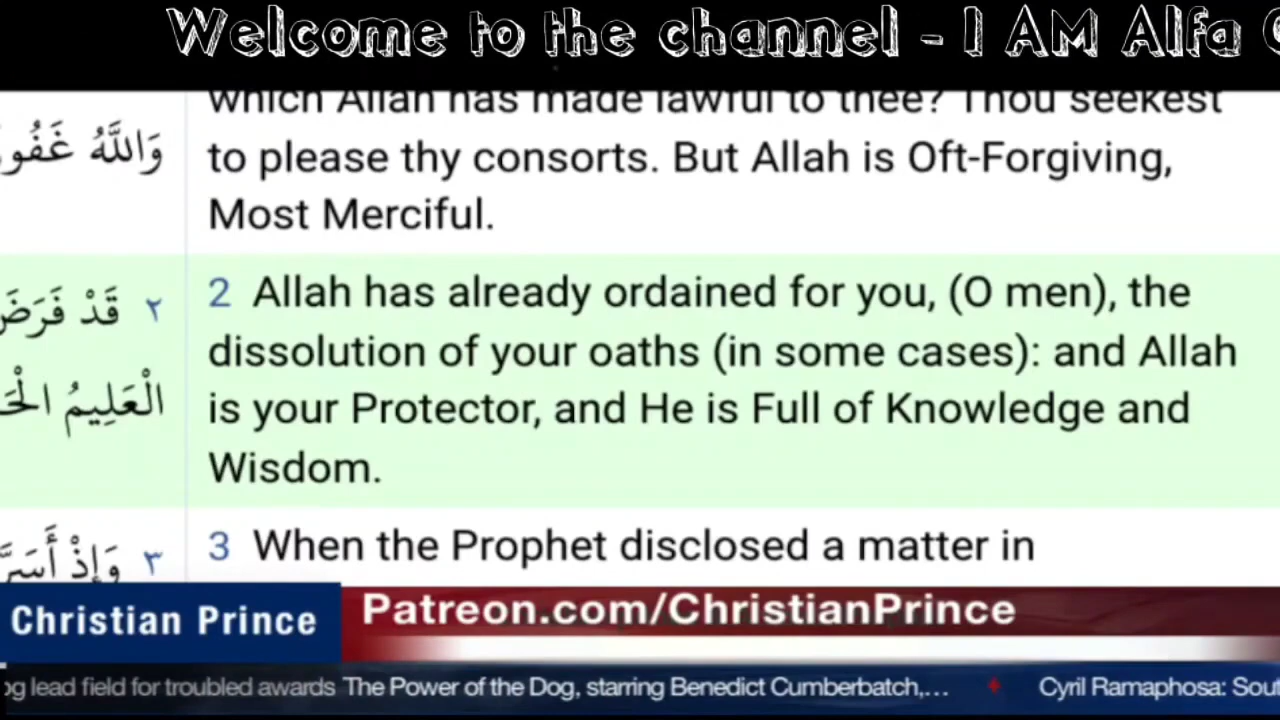 Welcome to the channel - I AM Alfa
which Allah has made lawful to thee? Thou seekest
to please thy consorts. But Allah is Oft-Forgiving,
Most Merciful.
وَاللَّهُ
2 Allah has already ordained for you, (O men), the
dissolution of your oaths (in some cases): and Allah
is your Protector, and He is Full of Knowledge and
Wisdom.
٢ قَدْ فَرَضَ
الْعَلِيمُ
3 When the Prophet disclosed a matter in
٣ وَإِذْ
Christian Prince
Patreon.com/ChristianPrince
lead field for troubled awards The Power of the Dog, starring Benedict Cumberbatch,...
Cyril Ramaphosa: